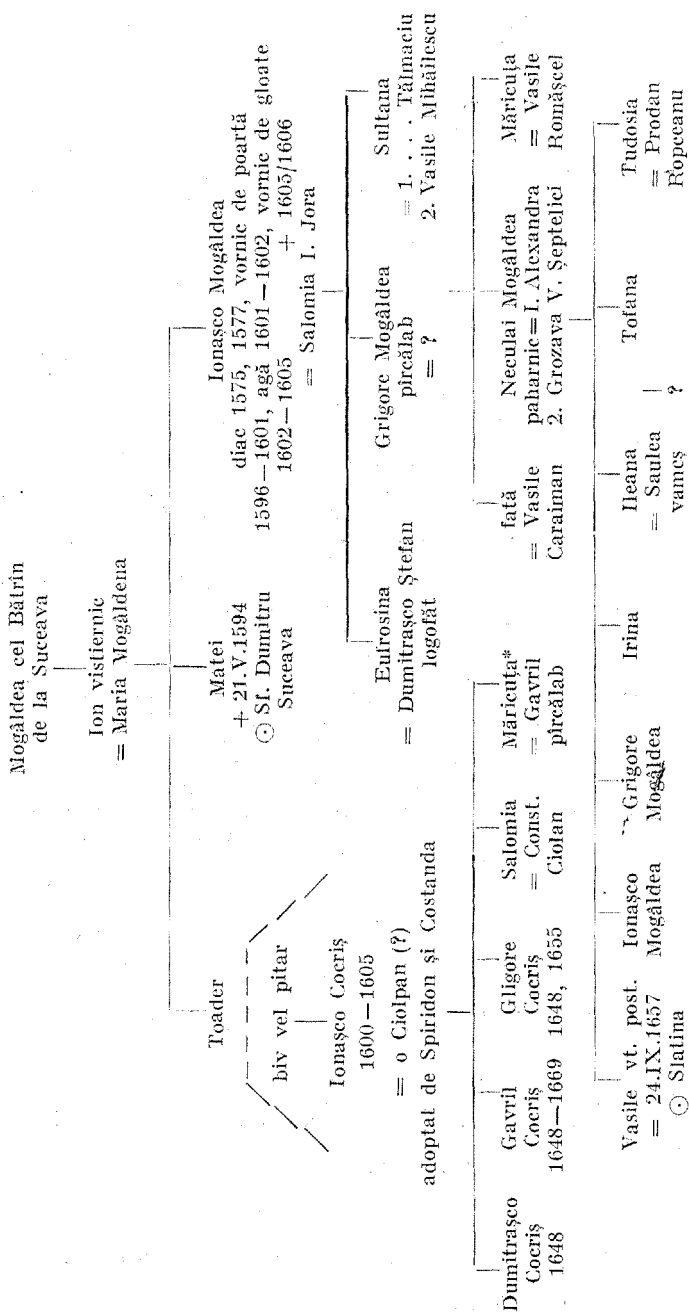 Mogâldea cel Bătrîn
de la Suceava
Ion vistiernic
= Maria Mogâldena
Toader
biv vel pitar
Ionașco Cocriș
1600—1605
= o Ciolpan (?)
adoptat de Spiridon și Costanda
Matei
+ 21.V.1594
⊙ Sf. Dumitru
Suceava
Ionașco Mogâldea
diac 1575, 1577, vornic de poartă
1596—1601, agă 1601—1602, vornic de gloate
1602—1605 + 1605/1606
= Salomia I. Jora
Eufrosina
= Dumitrașco Ștefan
logofăt
Grigore Mogâldea
pîrcălab
= ?
Sultana
= 1. . . . Tălmaciu
2. Vasile Mihăilescu
Dumitrașco
Cocriș
1648
Gavril
Cocriș
1648—1669
Gligore
Cocriș
1648, 1655
Salomia
= Const.
Ciolan
Măricuța*
= Gavril
pîrcălab
fată
= Vasile
Caraiman
Neculai Mogâldea
paharnic = I. Alexandra
2. Grozava V. Șeptelici
Măricuța
= Vasile
Romășcel
Vasile vt. post.
= 24.IX.1657
⊙ Slatina
Ionașco
Mogâldea
Grigore
Mogâldea
Irina
Ileana
= Saulea
vameș
?
Tofana
Tudosia
= Prodan
Ropceanu